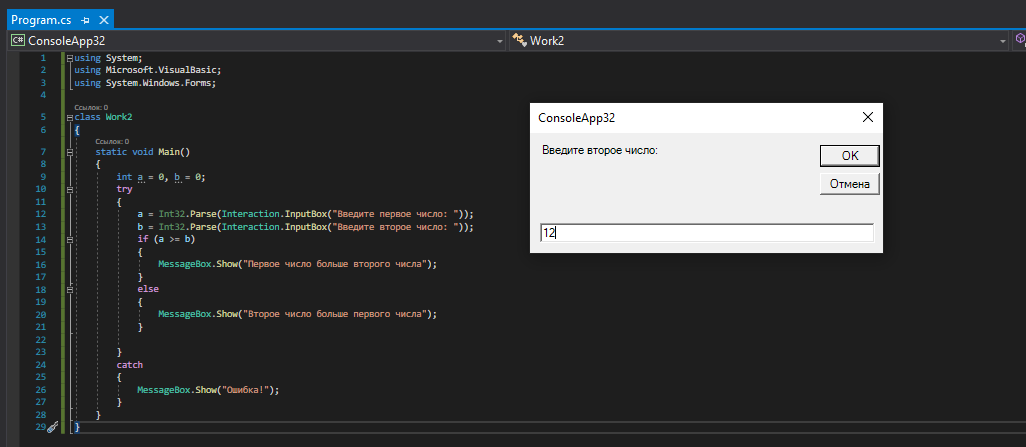 Program.cs
C# ConsoleApp32
Work2
1 using System;
2 using Microsoft.VisualBasic;
3 using System.Windows.Forms;
4
Ссылок: 0
5 class Work2
6 {
Ссылок: 0
7 static void Main()
8 {
9 int a = 0, b = 0;
10 try
11 {
12 a = Int32.Parse(Interaction.InputBox("Введите первое число: "));
13 b = Int32.Parse(Interaction.InputBox("Введите второе число: "));
14 if (a >= b)
15 {
16 MessageBox.Show("Первое число больше второго числа");
17 }
18 else
19 {
20 MessageBox.Show("Второе число больше первого числа");
21 }
22
23 }
24 catch
25 {
26 MessageBox.Show("Ошибка!");
27 }
28 }
29 }
ConsoleApp32
Введите второе число:
OK
Отмена
12